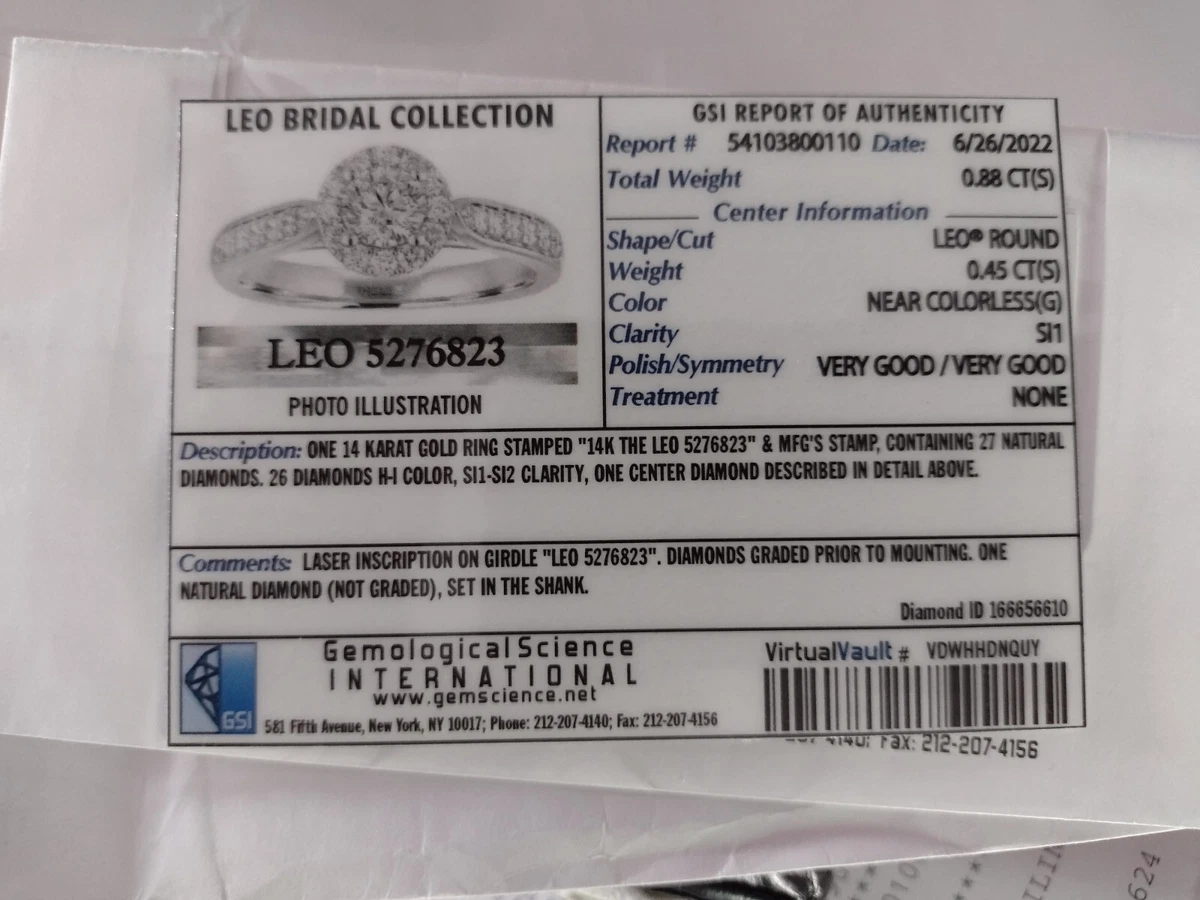 LEO BRIDAL COLLECTION
LEO 5276823
PHOTO ILLUSTRATION
GSI REPORT OF AUTHENTICITY
Report # 54103800110 Date: 6/26/2022
Total Weight 0.88 CT(S)
Center Information
Shape/Cut LEO® ROUND
Weight 0.45 CT(S)
Color NEAR COLORLESS(G)
Clarity SI1
Polish/Symmetry VERY GOOD / VERY GOOD
Treatment NONE
Description: ONE 14 KARAT GOLD RING STAMPED "14K THE LEO 5276823" & MFG'S STAMP, CONTAINING 27 NATURAL
DIAMONDS. 26 DIAMONDS H-I COLOR, SI1-SI2 CLARITY, ONE CENTER DIAMOND DESCRIBED IN DETAIL ABOVE.
Comments: LASER INSCRIPTION ON GIRDLE "LEO 5276823". DIAMONDS GRADED PRIOR TO MOUNTING. ONE
NATURAL DIAMOND (NOT GRADED), SET IN THE SHANK.
Diamond ID 166656610
GSI
Gemological Science
INTERNATIONAL
www.gemscience.net
581 Fifth Avenue, New York, NY 10017; Phone: 212-207-4140; Fax: 212-207-4156
VirtualVault # VDWHHDNQUY
4140; Fax: 212-207-4156
624